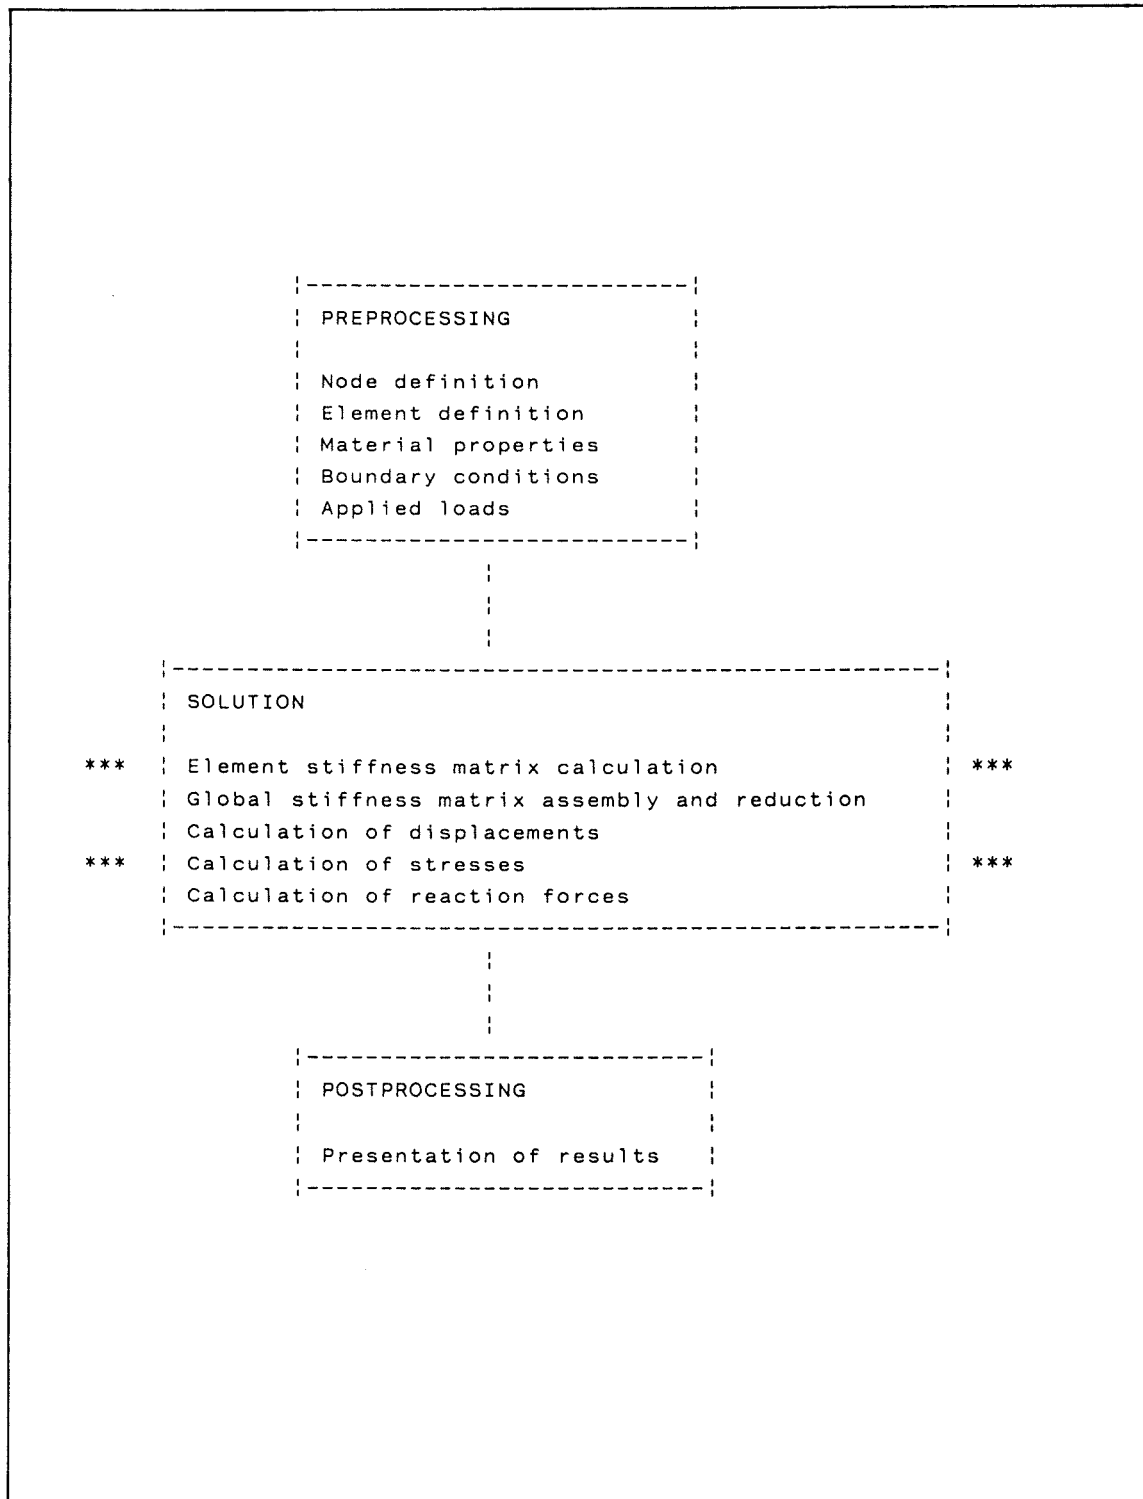 PREPROCESSING
Node definition
Element definition
Material properties
Boundary conditions
Applied loads
SOLUTION
*** Element stiffness matrix calculation ***
Global stiffness matrix assembly and reduction
Calculation of displacements
*** Calculation of stresses ***
Calculation of reaction forces
POSTPROCESSING
Presentation of results